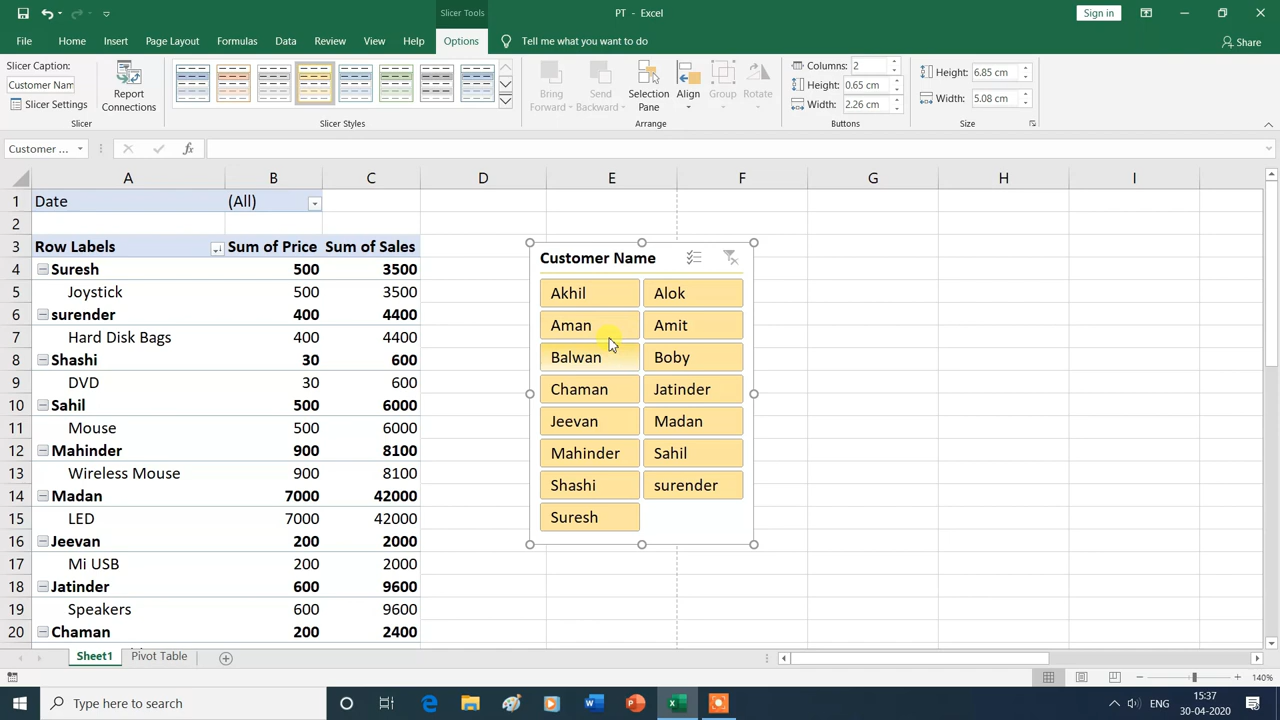 Slicer Tools
PT - Excel
Sign in
File Home Insert Page Layout Formulas Data Review View Help Options Tell me what you want to do Share
Slicer Caption:
Customer Nam
Slicer Settings
Report
Connections
Bring
Forward
Send
Backward
Selection
Pane
Align
Group
Rotate
Columns: 2
Height: 0.65 cm
Width: 2.26 cm
Height: 6.85 cm
Width: 5.08 cm
Slicer Slicer Styles Arrange Buttons Size
Customer ... fx
A B C D E F G H I
1 Date (All)
2
3 Row Labels Sum of Price Sum of Sales
4 Suresh 500 3500
5 Joystick 500 3500
6 surender 400 4400
7 Hard Disk Bags 400 4400
8 Shashi 30 600
9 DVD 30 600
10 Sahil 500 6000
11 Mouse 500 6000
12 Mahinder 900 8100
13 Wireless Mouse 900 8100
14 Madan 7000 42000
15 LED 7000 42000
16 Jeevan 200 2000
17 Mi USB 200 2000
18 Jatinder 600 9600
19 Speakers 600 9600
20 Chaman 200 2400
Customer Name
Akhil Alok
Aman Amit
Balwan Boby
Chaman Jatinder
Jeevan Madan
Mahinder Sahil
Shashi surender
Suresh
Sheet1 Pivot Table
140%
Type here to search
ENG
15:37
30-04-2020